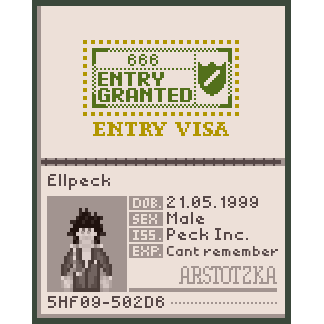 666
ENTRY
GRANTED
ENTRY VISA
Ellpeck
DOB. 21.05.1999
SEX Male
ISS. Peck Inc.
EXP. Cant remember
ARSTOTZKA
5Hf09-502D6